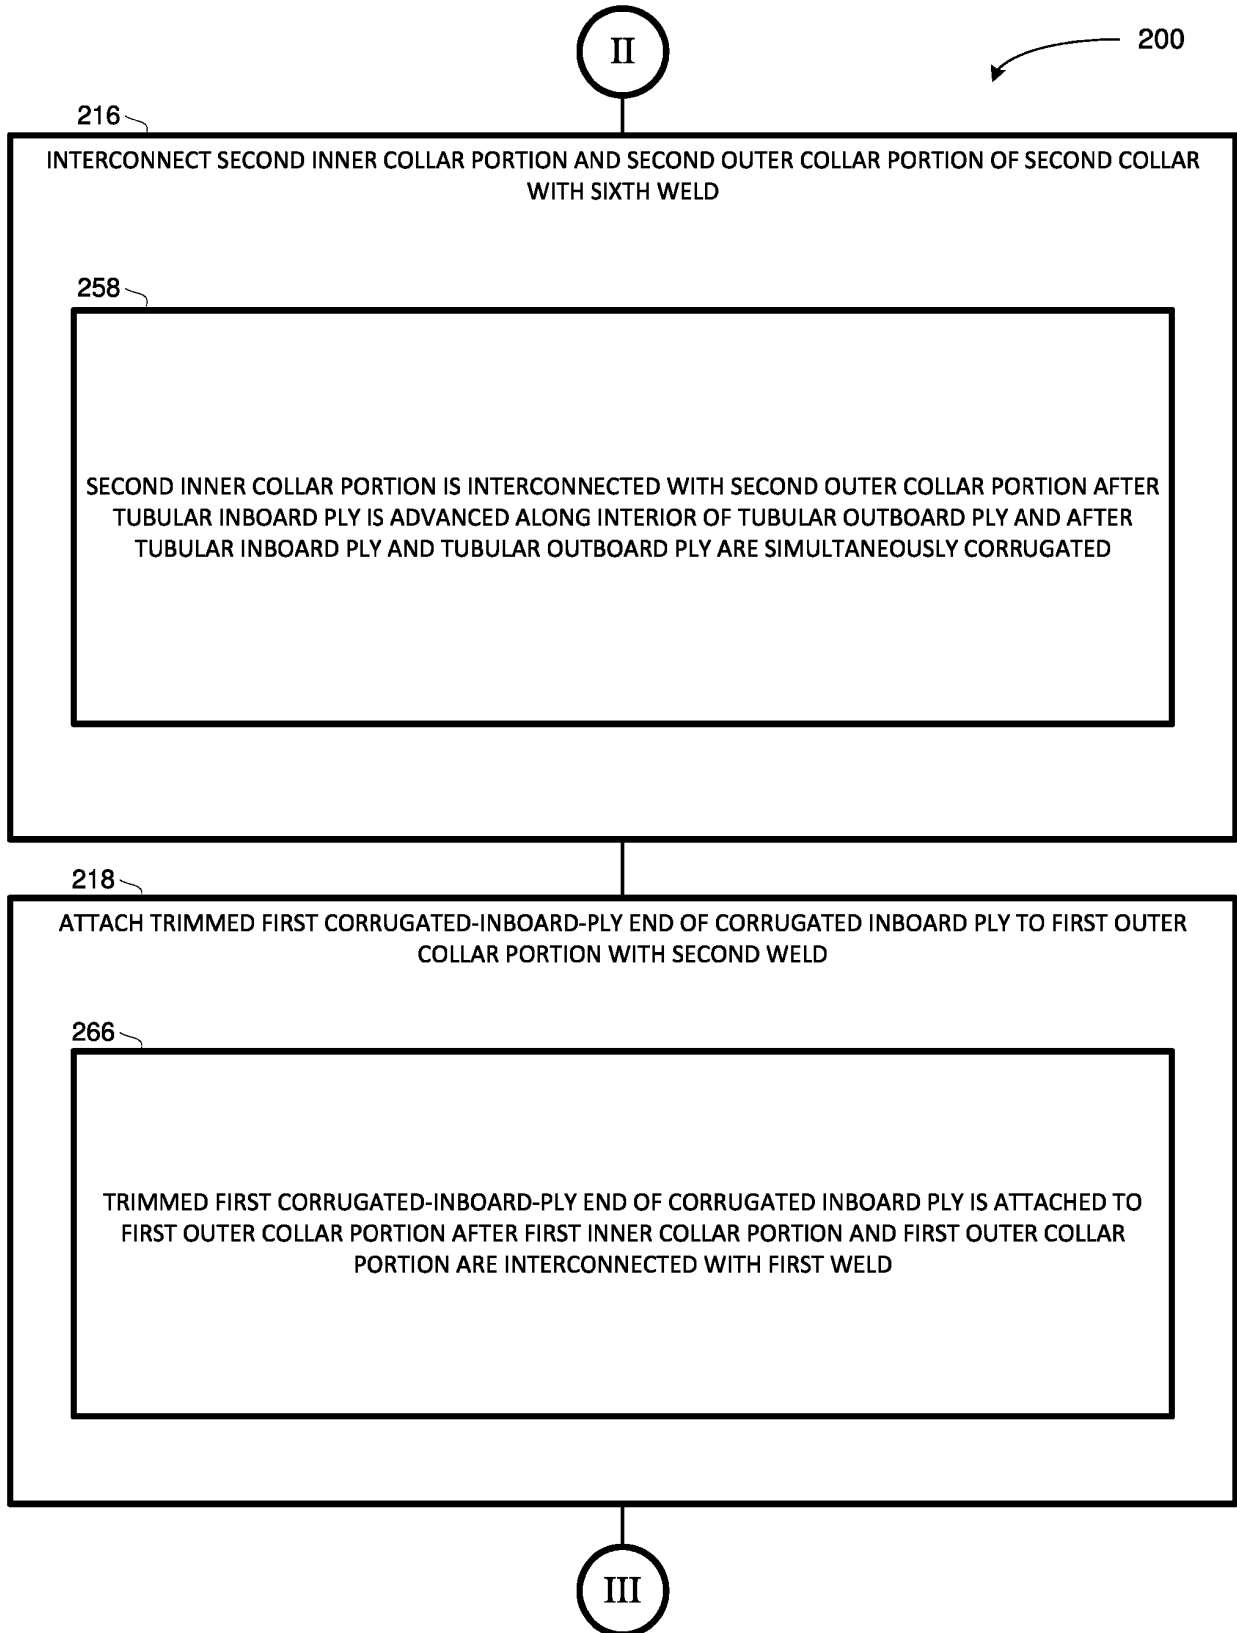 II
200
216
INTERCONNECT SECOND INNER COLLAR PORTION AND SECOND OUTER COLLAR PORTION OF SECOND COLLAR
WITH SIXTH WELD
258
SECOND INNER COLLAR PORTION IS INTERCONNECTED WITH SECOND OUTER COLLAR PORTION AFTER
TUBULAR INBOARD PLY IS ADVANCED ALONG INTERIOR OF TUBULAR OUTBOARD PLY AND AFTER
TUBULAR INBOARD PLY AND TUBULAR OUTBOARD PLY ARE SIMULTANEOUSLY CORRUGATED
218
ATTACH TRIMMED FIRST CORRUGATED-INBOARD-PLY END OF CORRUGATED INBOARD PLY TO FIRST OUTER
COLLAR PORTION WITH SECOND WELD
266
TRIMMED FIRST CORRUGATED-INBOARD-PLY END OF CORRUGATED INBOARD PLY IS ATTACHED TO
FIRST OUTER COLLAR PORTION AFTER FIRST INNER COLLAR PORTION AND FIRST OUTER COLLAR
PORTION ARE INTERCONNECTED WITH FIRST WELD
III